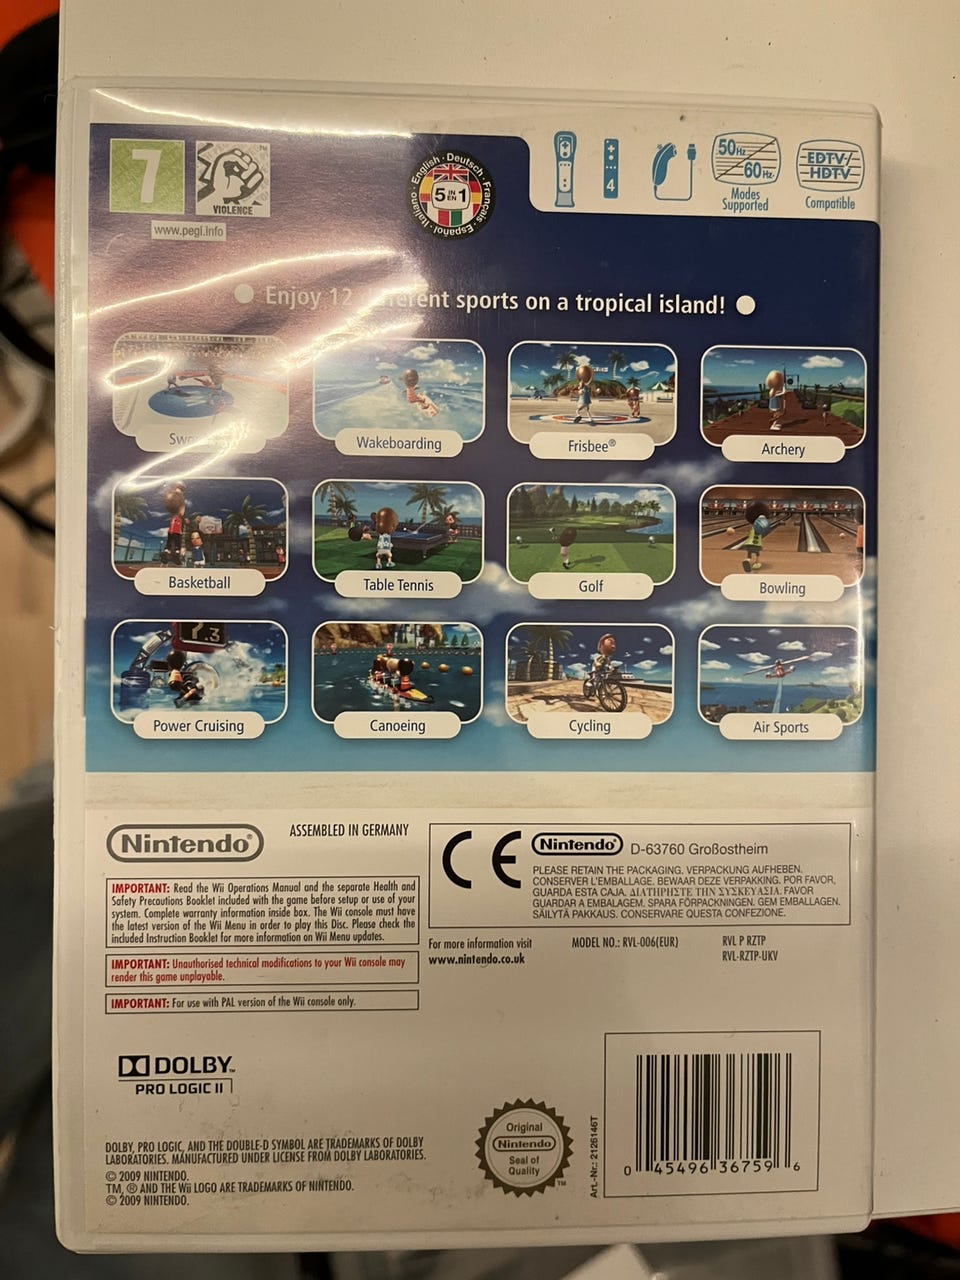 7
VIOLENCE
www.pegi.info
English · Deutsch · Français · Español · Italiano ·
5 IN EN 1
4
50Hz
60Hz
Modes
Supported
EDTV/
HDTV
Compatible
Enjoy 12 different sports on a tropical island!
Wakeboarding
Frisbee®
Archery
Basketball
Table Tennis
Golf
Bowling
7.3
Power Cruising
Canoeing
Cycling
Air Sports
Nintendo®
ASSEMBLED IN GERMANY
IMPORTANT: Read the Wii Operations Manual and the separate Health and
Safety Precautions Booklet included with the game before setup or use of your
system. Complete warranty information inside box. The Wii console must have
the latest version of the Wii Menu in order to play this Disc. Please check the
included Instruction Booklet for more information on Wii Menu updates.
IMPORTANT: Unauthorised technical modifications to your Wii console may
render this game unplayable.
IMPORTANT: For use with PAL version of the Wii console only.
CE
Nintendo® D-63760 Großostheim
PLEASE RETAIN THE PACKAGING. VERPACKUNG AUFHEBEN.
CONSERVER L'EMBALLAGE. BEWAAR DEZE VERPAKKING. POR FAVOR,
GUARDA ESTA CAJA. ΔΙΑΤΗΡΗΣΤΕ ΤΗΝ ΣΥΣΚΕΥΑΣΙΑ. FAVOR
GUARDAR A EMBALAGEM. SPARA FÖRPACKNINGEN. GEM EMBALLAGEN.
SÄILYTÄ PAKKAUS. CONSERVARE QUESTA CONFEZIONE.
For more information visit
www.nintendo.co.uk
MODEL NO.: RVL-006(EUR)
RVL P RZTP
RVL-RZTP-UKV
DOLBY™
PRO LOGIC II
DOLBY, PRO LOGIC, AND THE DOUBLE-D SYMBOL ARE TRADEMARKS OF DOLBY
LABORATORIES. MANUFACTURED UNDER LICENSE FROM DOLBY LABORATORIES.
© 2009 NINTENDO.
TM, ® AND THE Wii LOGO ARE TRADEMARKS OF NINTENDO.
© 2009 NINTENDO.
Original
Nintendo
Seal of
Quality
TM
Art.-Nr.: 2126146T
0 45496 36759 6